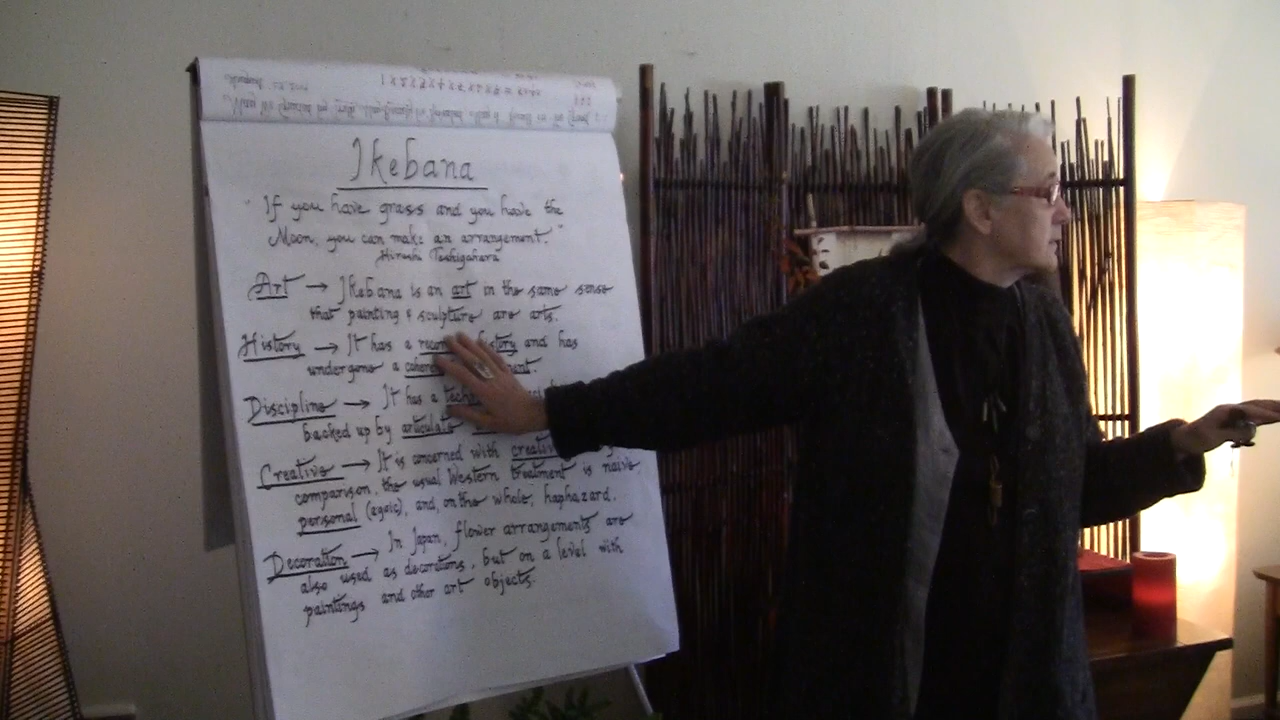 Ikebana
"If you have grass and you have the
Moon, you can make an arrangement."
Hiroshi Teshigahara
Art → Ikebana is an art in the same sense
that painting & sculpture are arts.
History → It has a history and has
undergone a
Discipline → It has a
backed up by articulate
Creative → It is concerned with
comparison, the usual Western treatment is naive,
personal (egoic), and, on the whole, haphazard.
Decoration → In Japan, flower arrangements are
also used as decorations, but on a level with
paintings and other art objects.